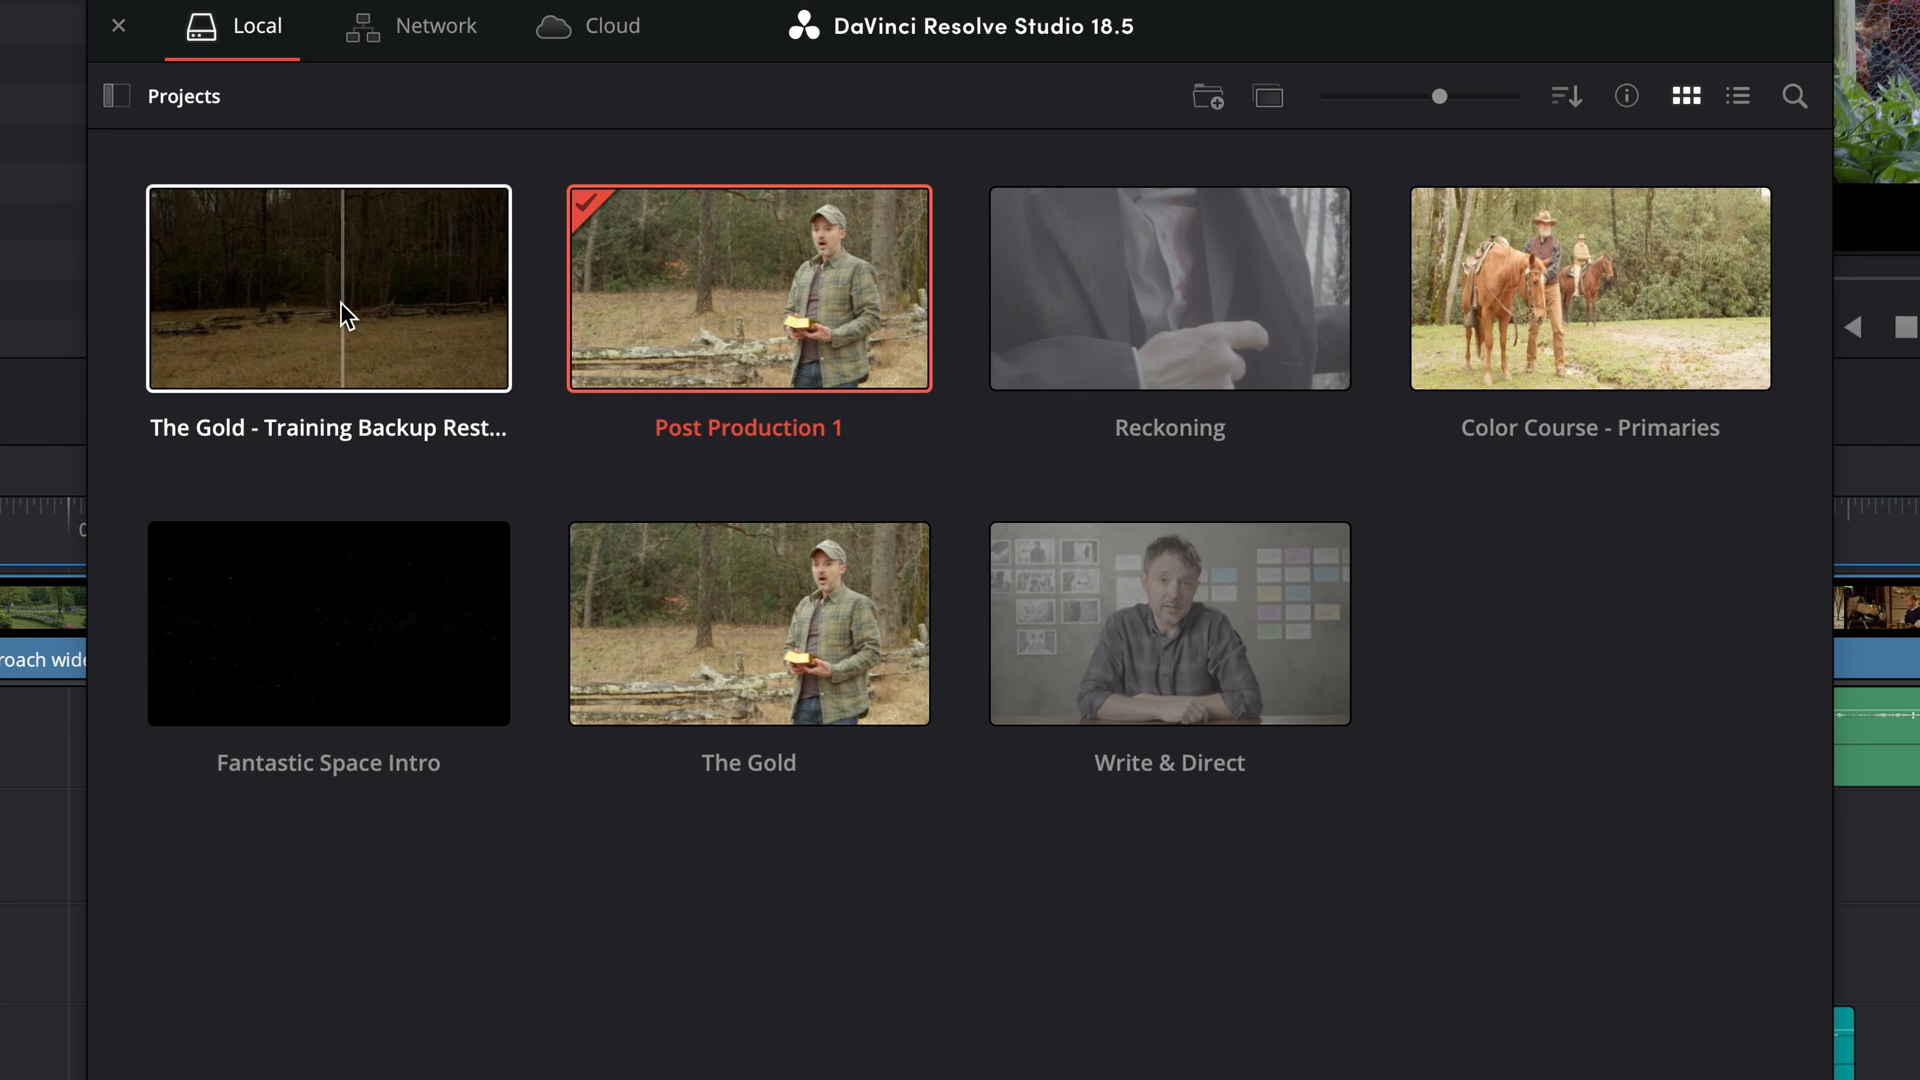 Local
Network
Cloud
DaVinci Resolve Studio 18.5
Projects
The Gold - Training Backup Rest...
Post Production 1
Reckoning
Color Course - Primaries
roach wide
Fantastic Space Intro
The Gold
Write & Direct